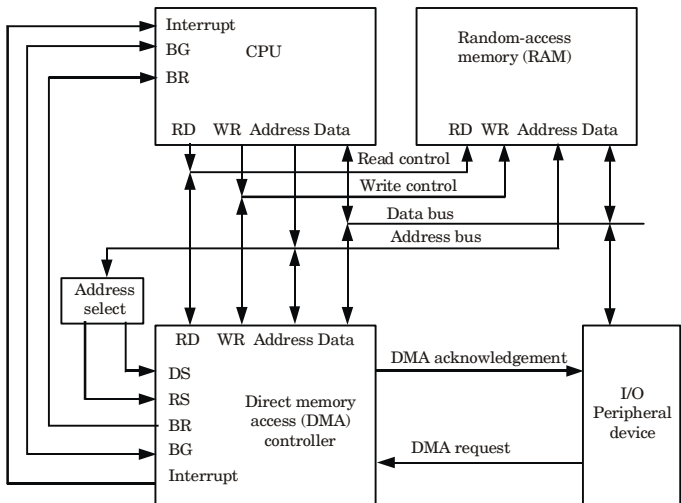 Interrupt
BG
BR
CPU
RD WR Address Data
Random-access
memory (RAM)
RD WR Address Data
Read control
Write control
Data bus
Address bus
Address
select
RD WR Address Data
DS
RS
BR
BG
Interrupt
Direct memory
access (DMA)
controller
DMA acknowledgement
DMA request
I/O
Peripheral
device